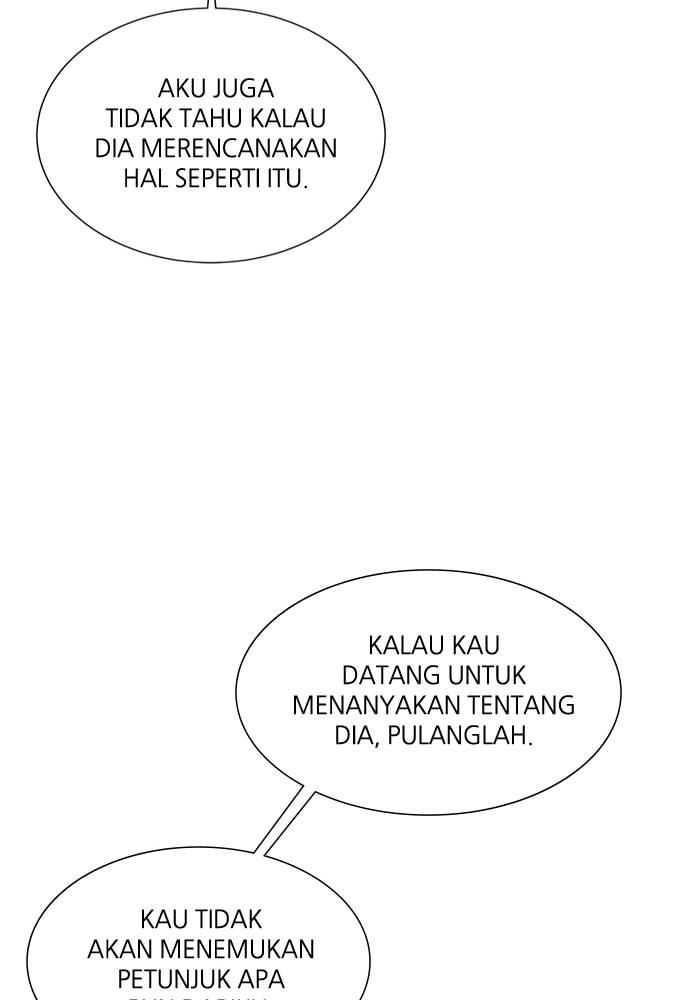 AKU JUGA
TIDAK TAHU KALAU
DIA MERENCANAKAN
HAL SEPERTI ITU.
KALAU KAU
DATANG UNTUK
MENANYAKAN TENTANG
DIA, PULANGLAH.
KAU TIDAK
AKAN MENEMUKAN
PETUNJUK APA